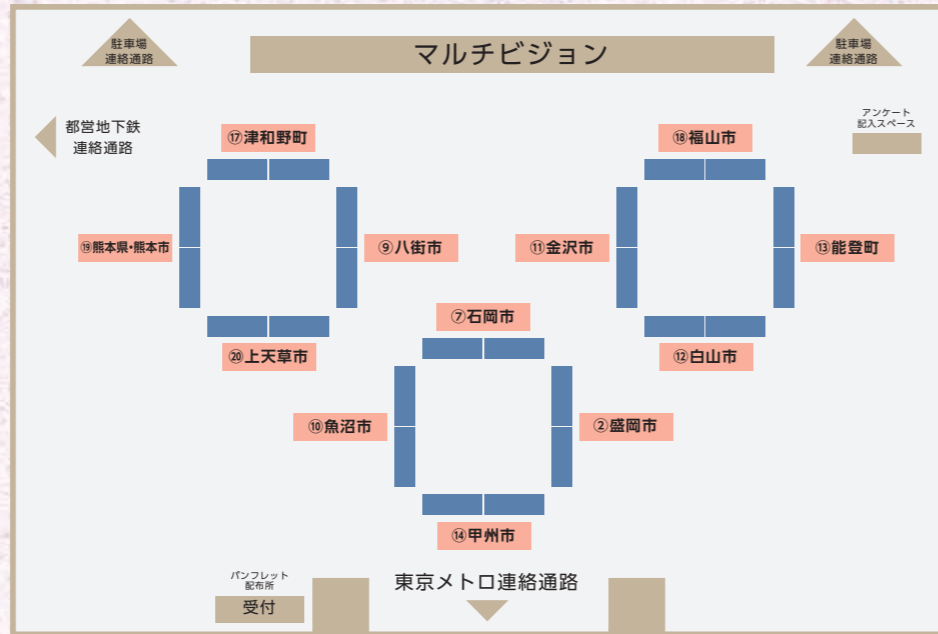 駐車場
連絡通路
マルチビジョン
駐車場
連絡通路
都営地下鉄
連絡通路
アンケート
記入スペース
⑰津和野町
⑱福山市
⑲熊本県・熊本市
⑨八街市
⑪金沢市
⑬能登町
⑦石岡市
⑳上天草市
⑫白山市
⑩魚沼市
②盛岡市
⑭甲州市
パンフレット
配布所
受付
東京メトロ連絡通路